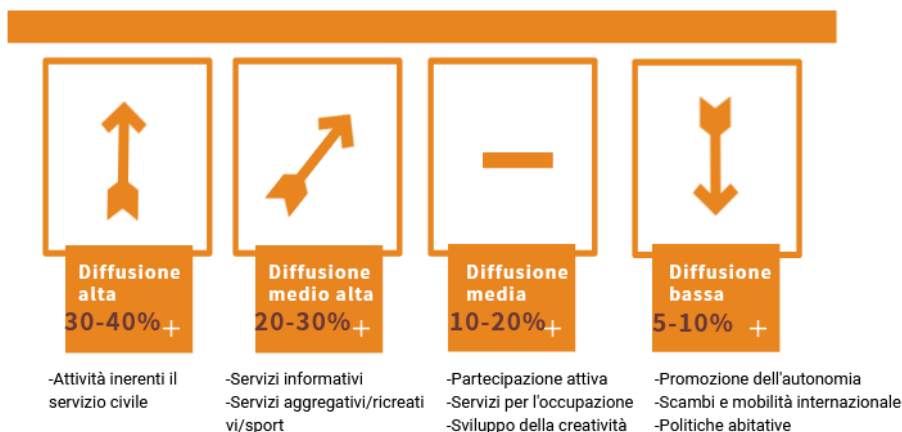 Diffusione
alta
30-40%
Diffusione
medio alta
20-30%
Diffusione
media
10-20%
Diffusione
bassa
5-10%
-Attività inerenti il
servizio civile
-Servizi informativi
-Servizi aggregativi/ricreati
vi/sport
-Partecipazione attiva
-Servizi per l'occupazione
-Sviluppo della creatività
-Promozione dell'autonomia
-Scambi e mobilità internazionale
-Politiche abitative